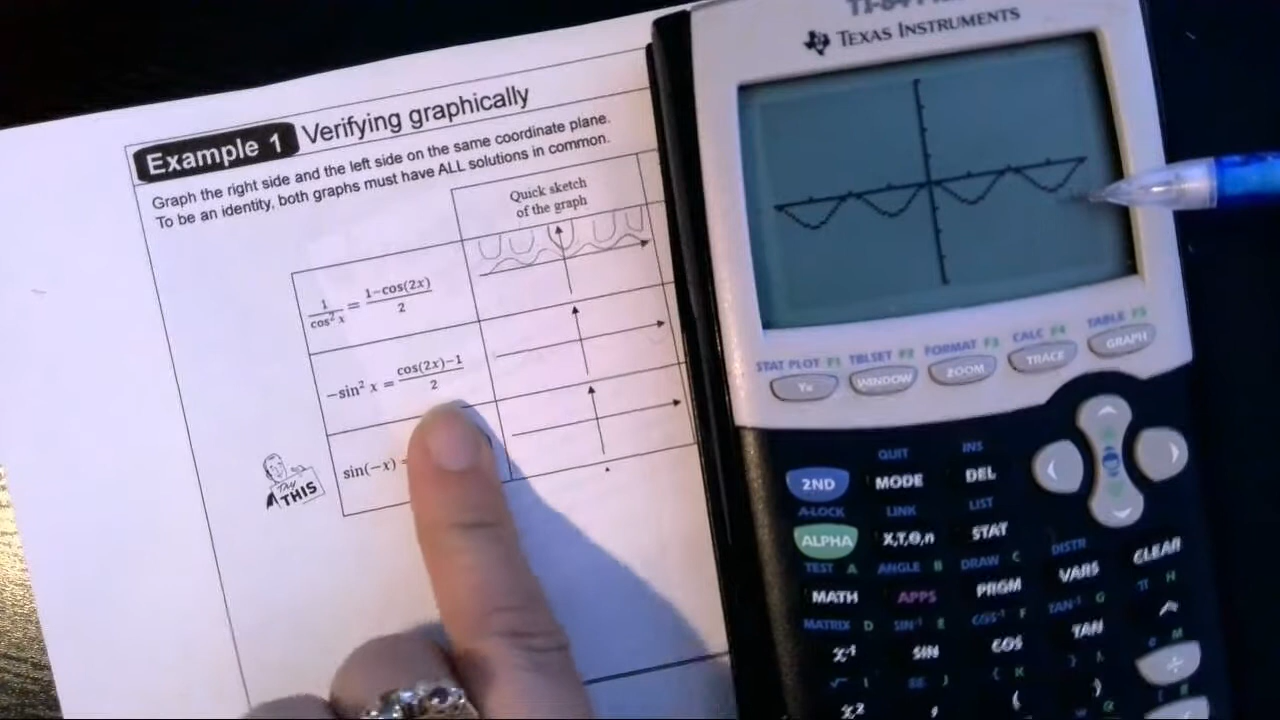 Example 1 Verifying graphically
Graph the right side and the left side on the same coordinate plane.
To be an identity, both graphs must have ALL solutions in common.
Quick sketch
of the graph
1/cos² x = 1−cos(2x)/2
−sin² x = cos(2x)−1/2
sin(−x) =
TRY
THIS
TEXAS INSTRUMENTS
STAT PLOT F1 TBLSET F2 FORMAT F3 CALC F4 TABLE F5
Y= WINDOW ZOOM TRACE GRAPH
QUIT INS
2ND MODE DEL
A-LOCK LINK LIST
ALPHA X,T,θ,n STAT
TEST A ANGLE B DRAW C DISTR
MATH APPS PRGM VARS CLEAR
MATRIX D SIN⁻¹ E COS⁻¹ F TAN⁻¹ G π H
x⁻¹ SIN COS TAN ^
√ I EE J { K } L e M
x² , ( ) ÷